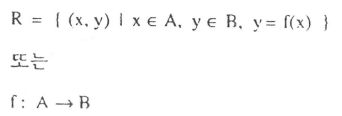 R = { (x, y) | x ∈ A, y ∈ B, y = f(x) }
또는
f : A → B